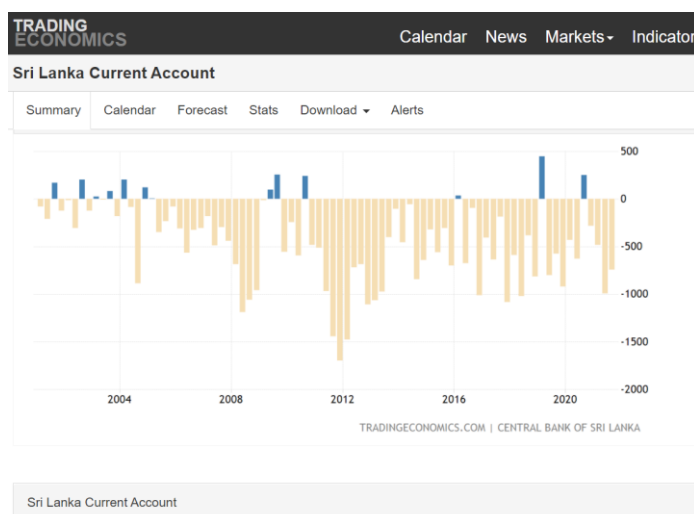 TRADING
ECONOMICS
Calendar News Markets Indicator
Sri Lanka Current Account
Summary Calendar Forecast Stats Download Alerts
500
0
-500
-1000
-1500
-2000
2004 2008 2012 2016 2020
TRADINGECONOMICS.COM | CENTRAL BANK OF SRI LANKA
Sri Lanka Current Account